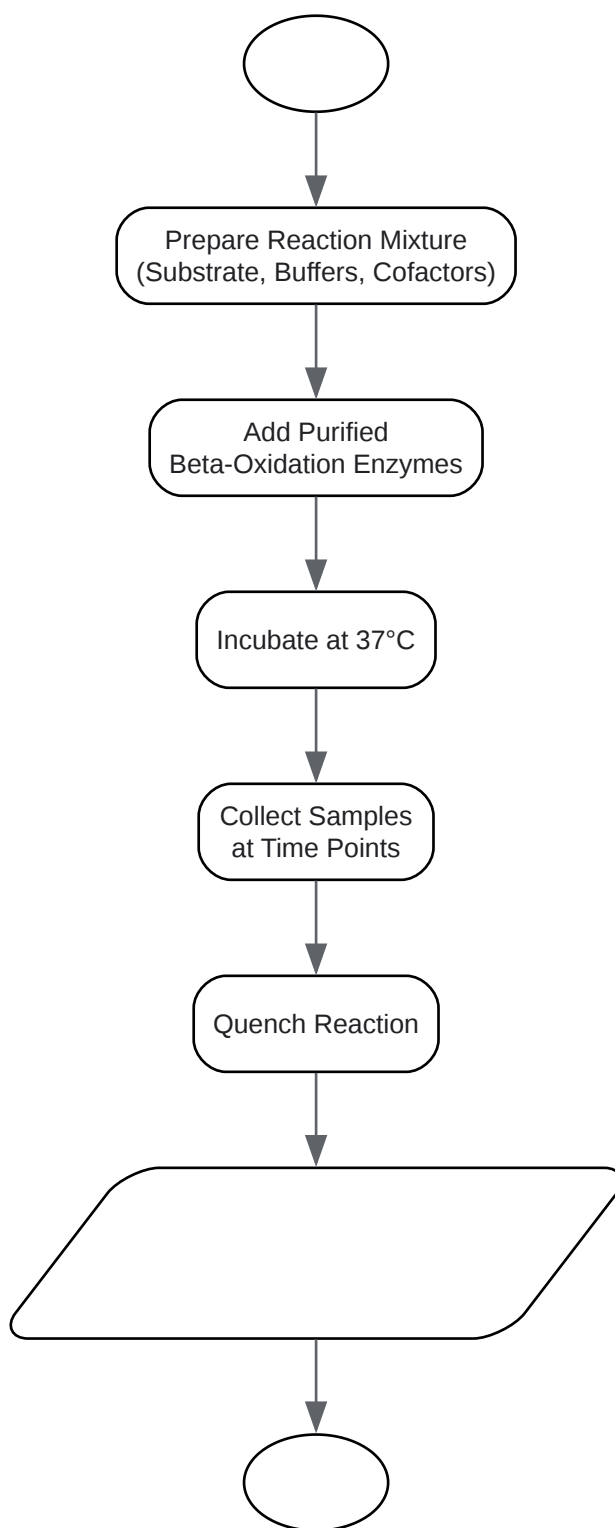 Prepare Reaction Mixture
(Substrate, Buffers, Cofactors)
Add Purified
Beta-Oxidation Enzymes
Incubate at 37°C
Collect Samples
at Time Points
Quench Reaction